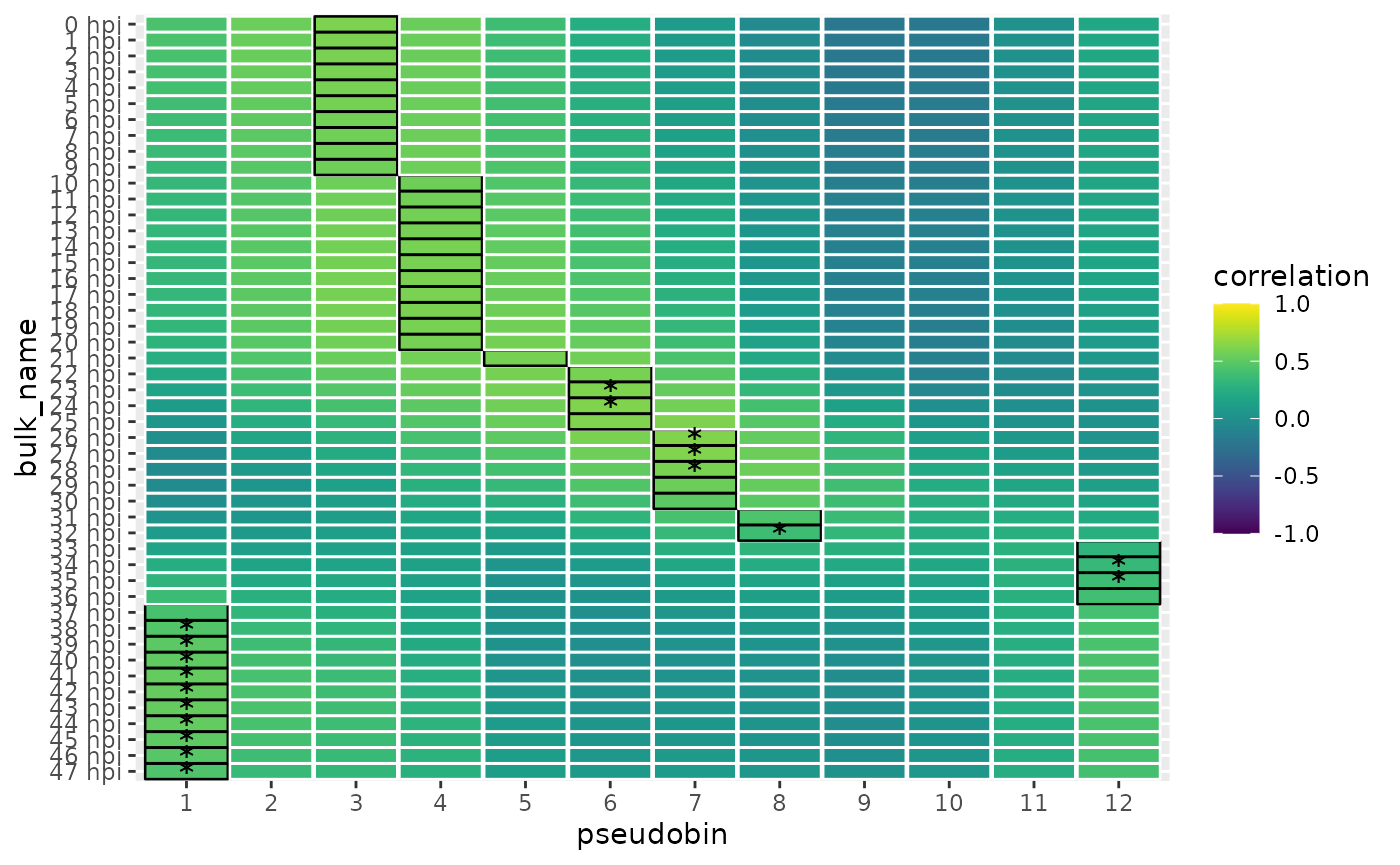 0 hpi
1 hpi
2 hpi
3 hpi
4 hpi
5 hpi
6 hpi
7 hpi
8 hpi
9 hpi
10 hpi
11 hpi
12 hpi
13 hpi
14 hpi
15 hpi
16 hpi
17 hpi
18 hpi
19 hpi
20 hpi
21 hpi
22 hpi
23 hpi
24 hpi
25 hpi
26 hpi
27 hpi
28 hpi
29 hpi
30 hpi
31 hpi
32 hpi
33 hpi
34 hpi
35 hpi
36 hpi
37 hpi
38 hpi
39 hpi
40 hpi
41 hpi
42 hpi
43 hpi
44 hpi
45 hpi
46 hpi
47 hpi
bulk_name
1 2 3 4 5 6 7 8 9 10 11 12
pseudobin
correlation
1.0
0.5
0.0
-0.5
-1.0